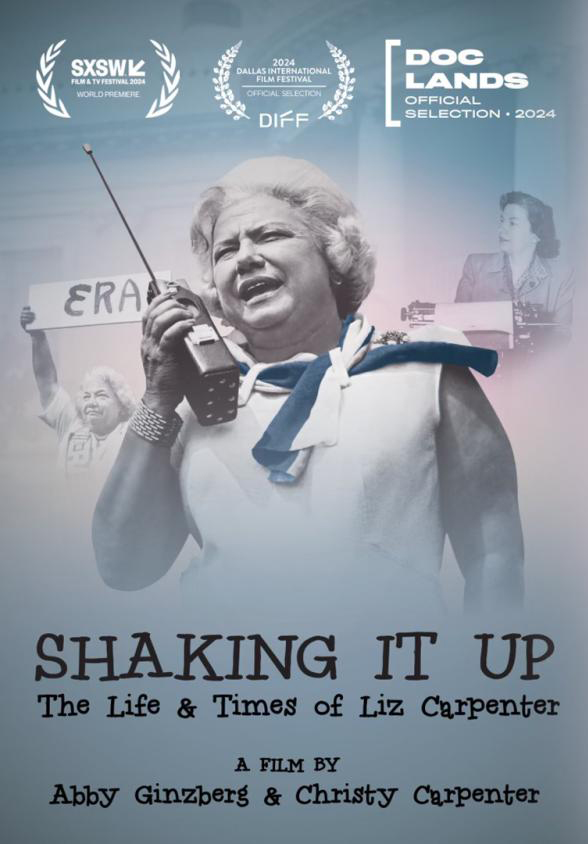 SXSW
FILM & TV FESTIVAL 2024
WORLD PREMIERE
2024
DALLAS INTERNATIONAL
FILM FESTIVAL
OFFICIAL SELECTION
DIFF
DOC
LANDS
OFFICIAL
SELECTION • 2024
ERA
SHAKING IT UP
The Life & Times of Liz Carpenter
A FILM BY
Abby Ginzberg & Christy Carpenter